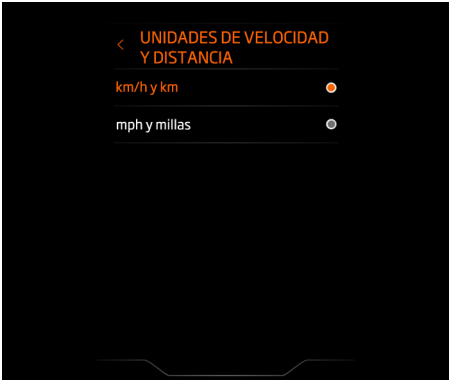 UNIDADES DE VELOCIDAD
Y DISTANCIA
km/h y km
mph y millas